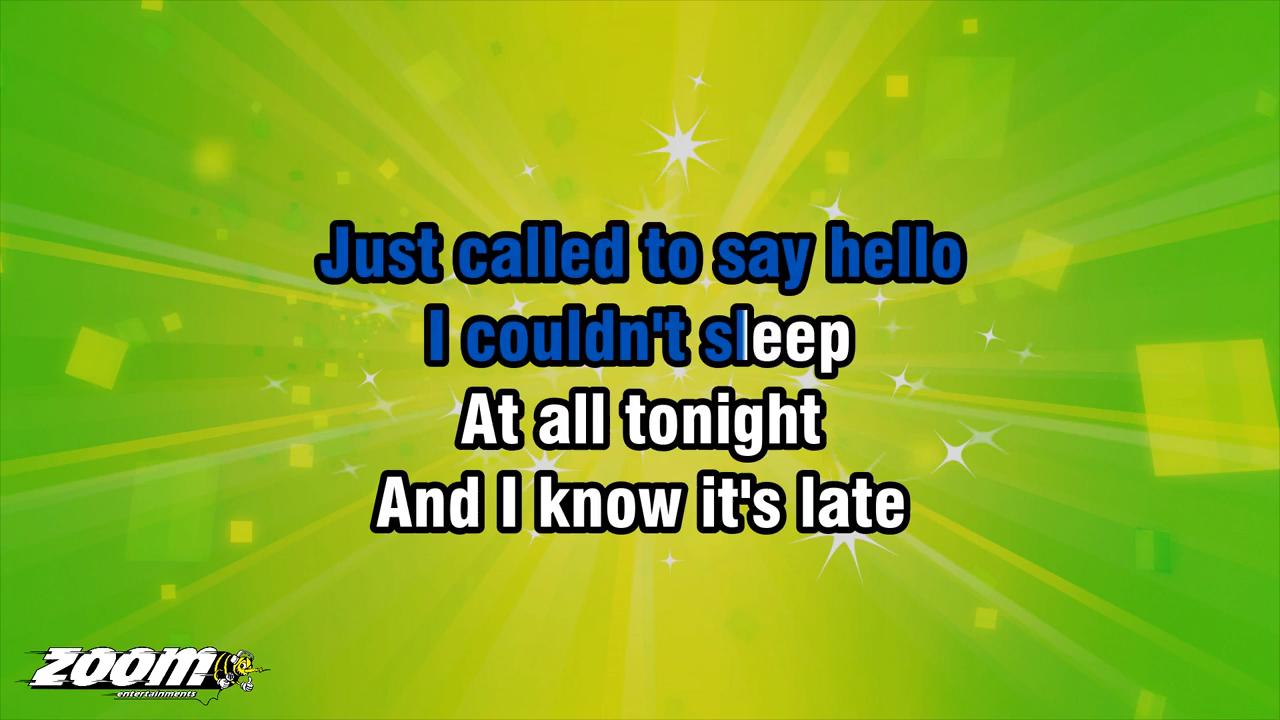 Just called to say hello
I couldn't sleep
At all tonight
And I know it's late
zoom
entertainments